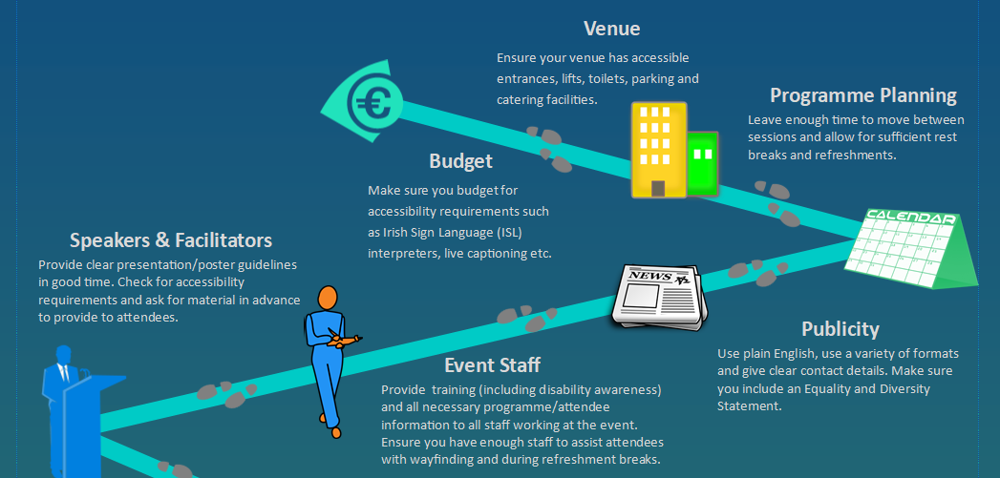 Venue
Ensure your venue has accessible
entrances, lifts, toilets, parking and
catering facilities.
Programme Planning
Leave enough time to move between
sessions and allow for sufficient rest
breaks and refreshments.
€
Budget
Make sure you budget for
accessibility requirements such
as Irish Sign Language (ISL)
interpreters, live captioning etc.
CALENDAR
Speakers & Facilitators
Provide clear presentation/poster guidelines
in good time. Check for accessibility
requirements and ask for material in advance
to provide to attendees.
NEWS
Publicity
Use plain English, use a variety of formats
and give clear contact details. Make sure
you include an Equality and Diversity
Statement.
Event Staff
Provide  training (including disability awareness)
and all necessary programme/attendee
information to all staff working at the event.
Ensure you have enough staff to assist attendees
with wayfinding and during refreshment breaks.